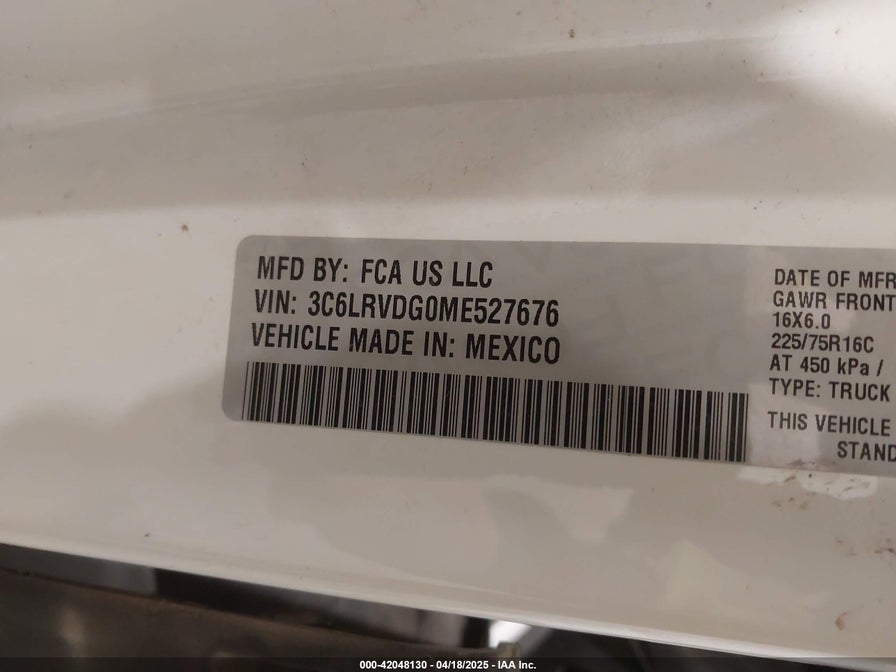 MFD BY: FCA US LLC
VIN: 3C6LRVDG0ME527676
VEHICLE MADE IN: MEXICO
DATE OF MFR
GAWR FRONT
16X6.0
225/75R16C
AT 450 kPa /
TYPE: TRUCK
THIS VEHICLE
STAND
000-42048130 - 04/18/2025 - IAA Inc.